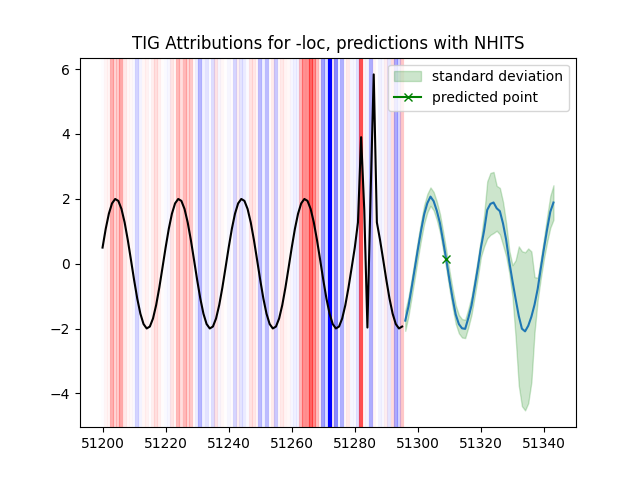 TIG Attributions for -loc, predictions with NHITS
standard deviation
predicted point
6
4
2
0
−2
−4
51200 51220 51240 51260 51280 51300 51320 51340